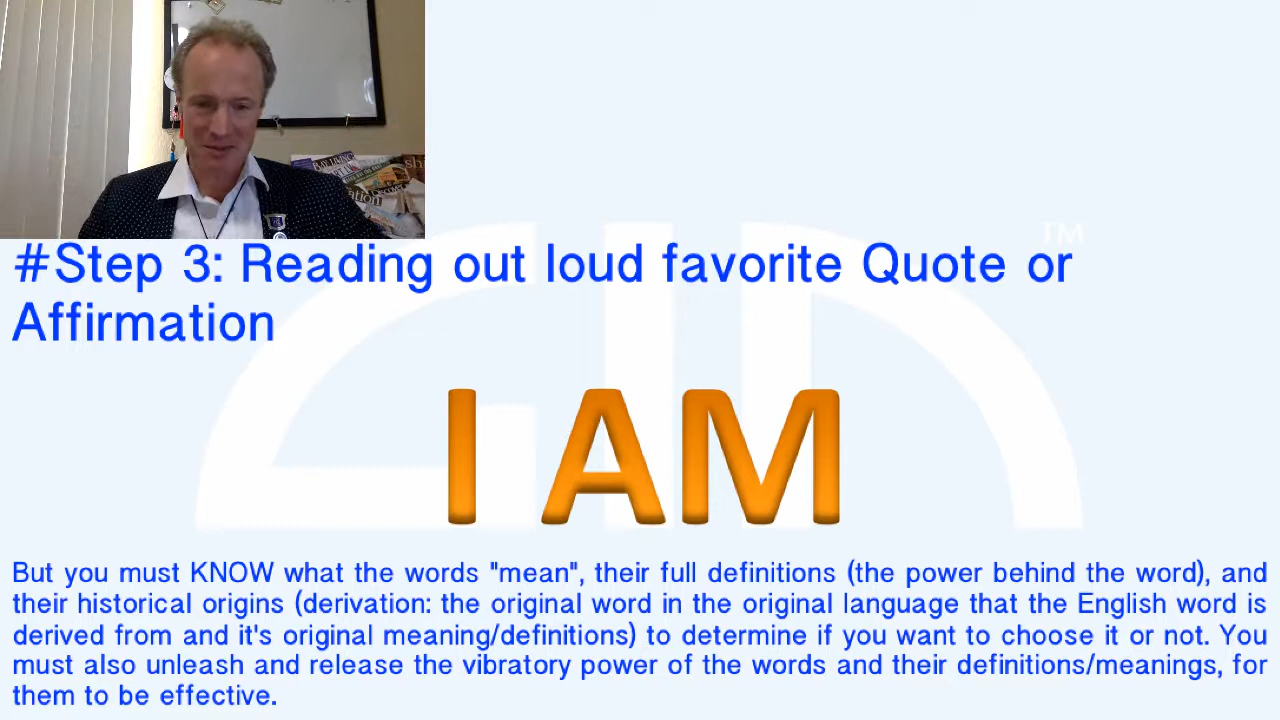 BAY LIVING
#Step 3: Reading out loud favorite Quote or
Affirmation
TM
I AM
But you must KNOW what the words "mean", their full definitions (the power behind the word), and
their historical origins (derivation: the original word in the original language that the English word is
derived from and it's original meaning/definitions) to determine if you want to choose it or not. You
must also unleash and release the vibratory power of the words and their definitions/meanings, for
them to be effective.